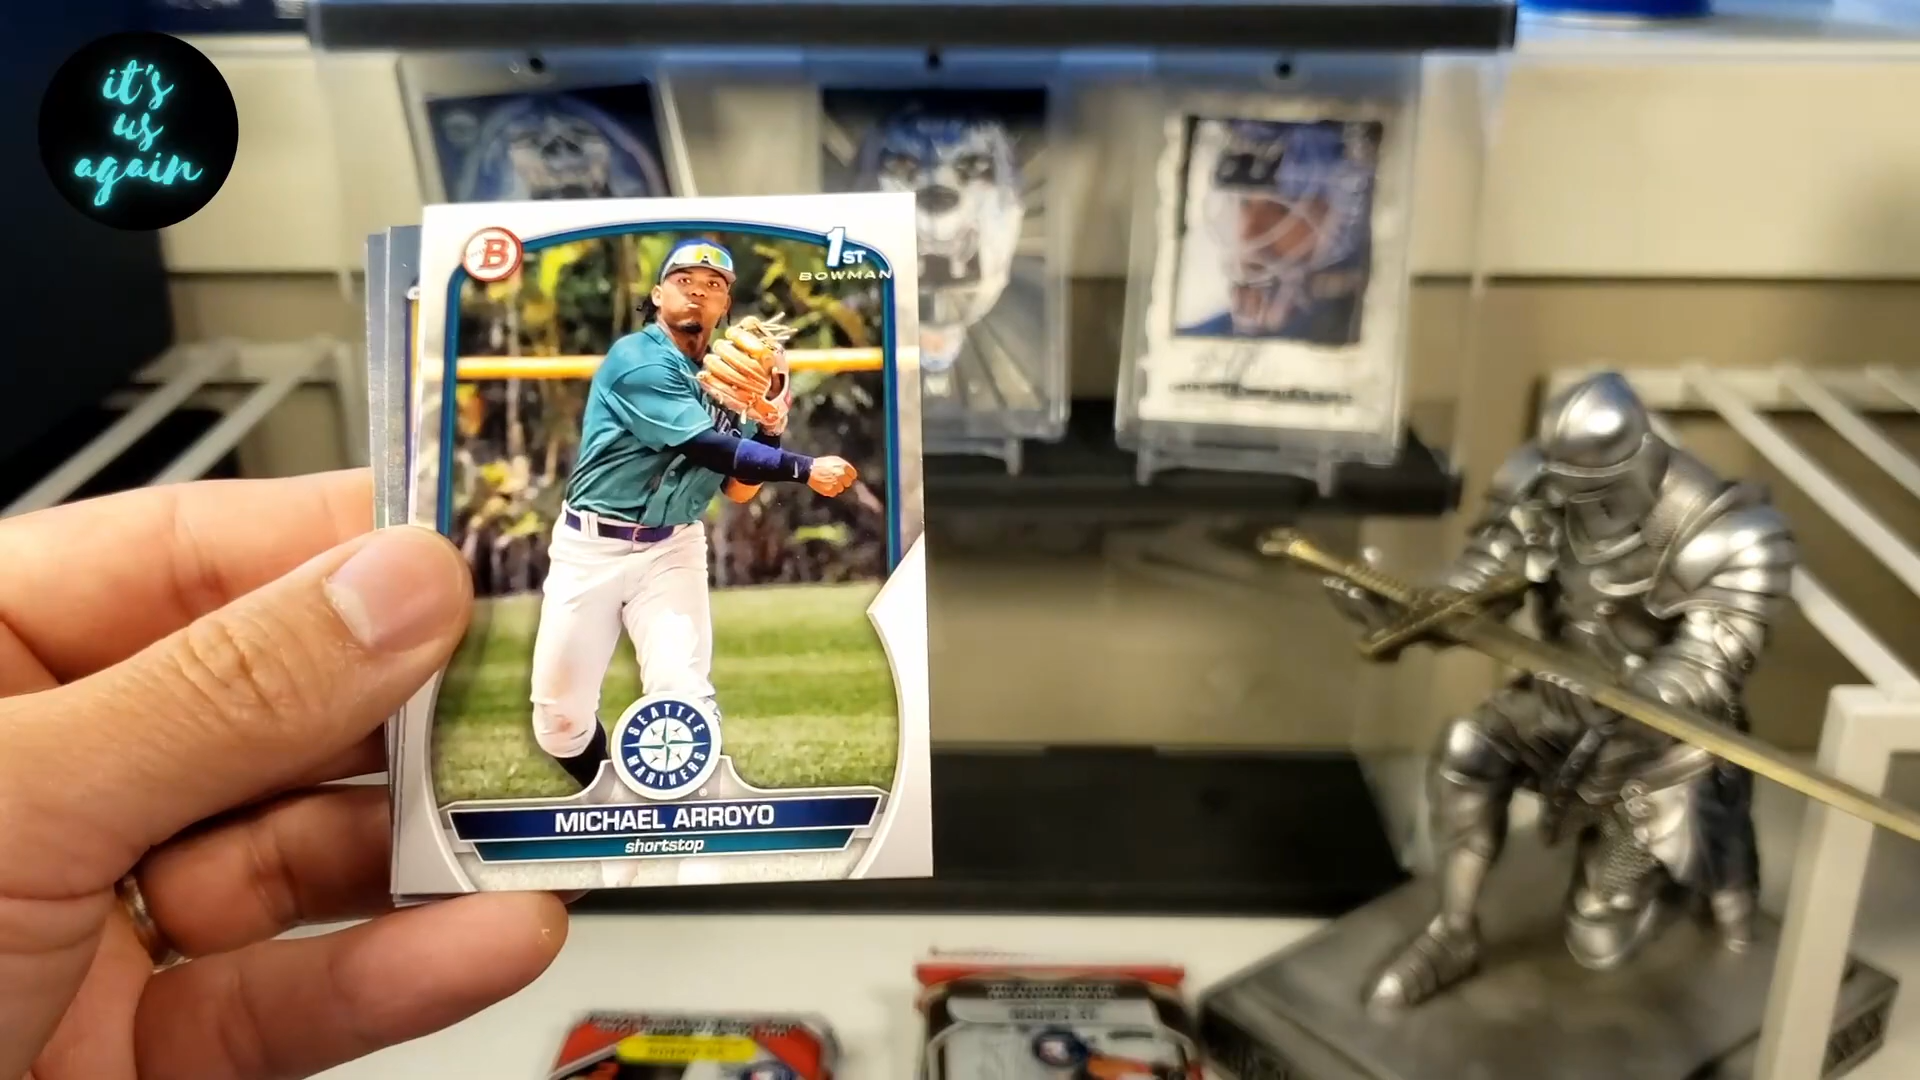 it's
us
again
B
1ST
BOWMAN
SEATTLE
MARINERS
MICHAEL ARROYO
shortstop